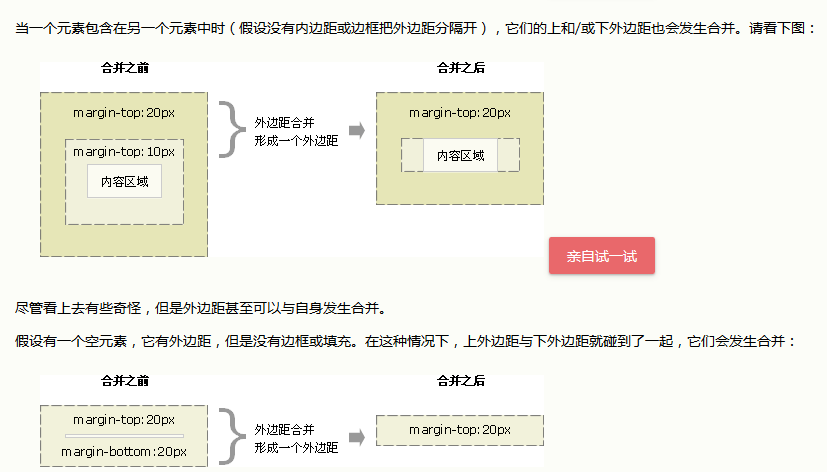 当一个元素包含在另一个元素中时（假设没有内边距或边框把外边距分隔开），它们的上和/或下外边距也会发生合并。请看下图：
合并之前
合并之后
margin-top:20px
margin-top:10px
内容区域
外边距合并
形成一个外边距
margin-top:20px
内容区域
亲自试一试
尽管看上去有些奇怪，但是外边距甚至可以与自身发生合并。
假设有一个空元素，它有外边距，但是没有边框或填充。在这种情况下，上外边距与下外边距就碰到了一起，它们会发生合并：
合并之前
合并之后
margin-top:20px
margin-bottom:20px
外边距合并
形成一个外边距
margin-top:20px